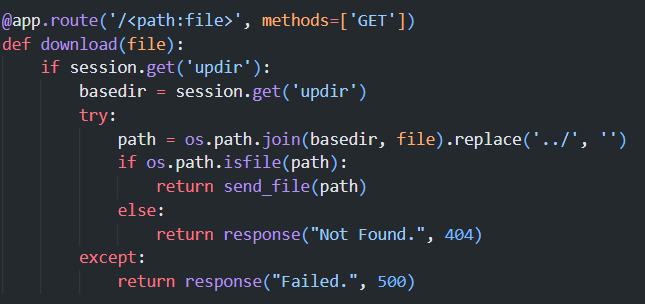 @app.route('/<path:file>', methods=['GET'])
def download(file):
    if session.get('updir'):
        basedir = session.get('updir')
        try:
            path = os.path.join(basedir, file).replace('../', '')
            if os.path.isfile(path):
                return send_file(path)
            else:
                return response("Not Found.", 404)
        except:
            return response("Failed.", 500)